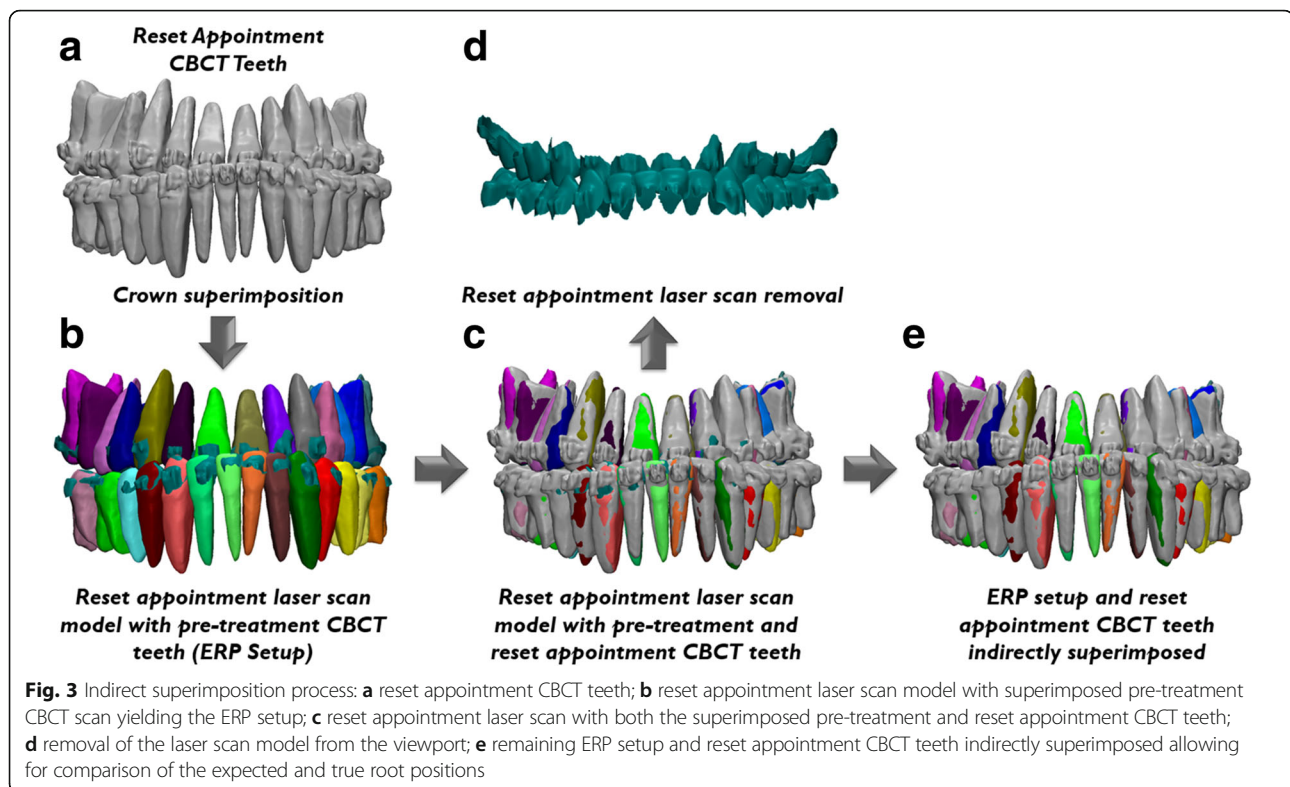 a
Reset Appointment
CBCT Teeth
d
Crown superimposition
Reset appointment laser scan removal
b
c
e
Reset appointment laser scan
model with pre-treatment CBCT
teeth (ERP Setup)
Reset appointment laser scan
model with pre-treatment and
reset appointment CBCT teeth
ERP setup and reset
appointment CBCT teeth
indirectly superimposed
Fig. 3 Indirect superimposition process: a reset appointment CBCT teeth; b reset appointment laser scan model with superimposed pre-treatment
CBCT scan yielding the ERP setup; c reset appointment laser scan with both the superimposed pre-treatment and reset appointment CBCT teeth;
d removal of the laser scan model from the viewport; e remaining ERP setup and reset appointment CBCT teeth indirectly superimposed allowing
for comparison of the expected and true root positions